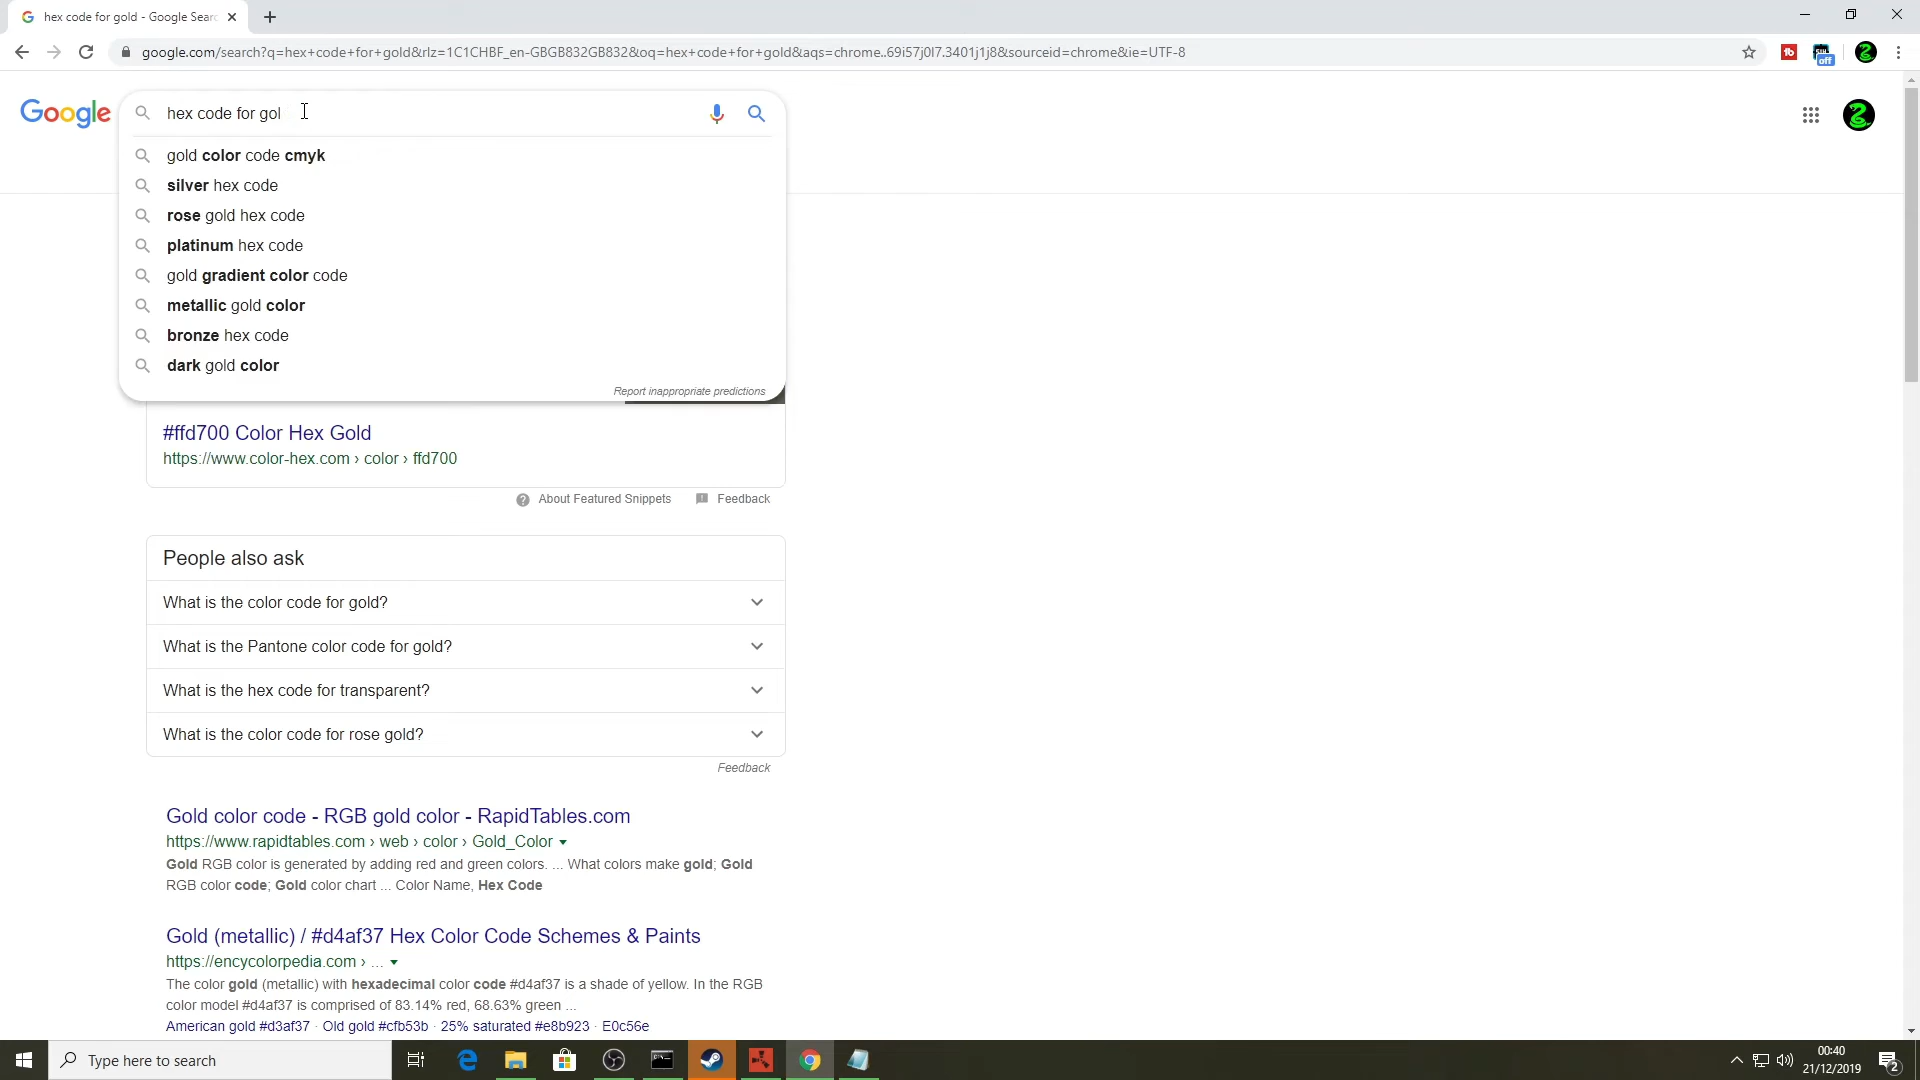 hex code for gold - Google Searc
google.com/search?q=hex+code+for+gold&rlz=1C1CHBF_en-GBGB832GB832&oq=hex+code+for+gold&aqs=chrome..69i57j0l7.3401j1j8&sourceid=chrome&ie=UTF-8
off
Google
hex code for gol
gold color code cmyk
silver hex code
rose gold hex code
platinum hex code
gold gradient color code
metallic gold color
bronze hex code
dark gold color
Report inappropriate predictions
#ffd700 Color Hex Gold
https://www.color-hex.com › color › ffd700
About Featured Snippets Feedback
People also ask
What is the color code for gold?
What is the Pantone color code for gold?
What is the hex code for transparent?
What is the color code for rose gold?
Feedback
Gold color code - RGB gold color - RapidTables.com
https://www.rapidtables.com › web › color › Gold_Color
Gold RGB color is generated by adding red and green colors. ... What colors make gold; Gold
RGB color code; Gold color chart ... Color Name, Hex Code
Gold (metallic) / #d4af37 Hex Color Code Schemes & Paints
https://encycolorpedia.com › ...
The color gold (metallic) with hexadecimal color code #d4af37 is a shade of yellow. In the RGB
color model #d4af37 is comprised of 83.14% red, 68.63% green ...
American gold #d3af37 · Old gold #cfb53b · 25% saturated #e8b923 · E0c56e
Type here to search
00:40
21/12/2019
2